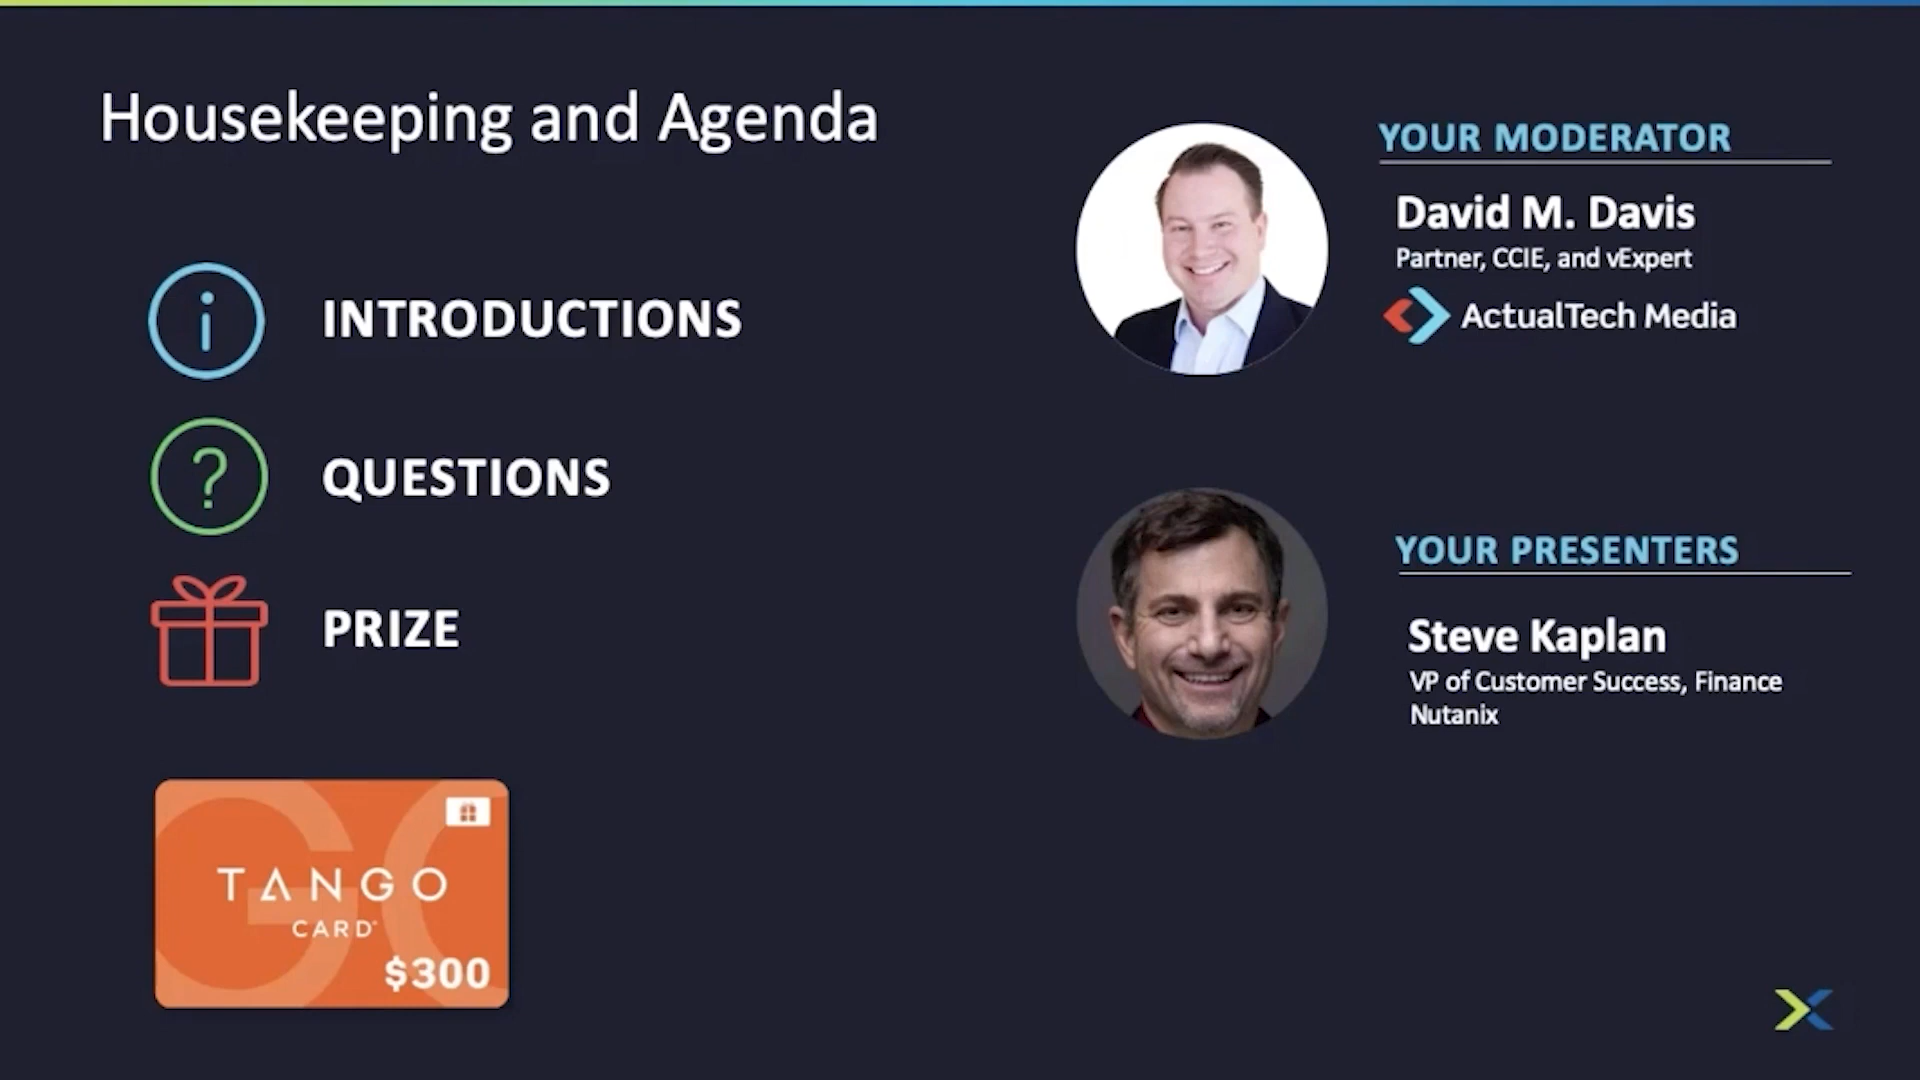 Housekeeping and Agenda
INTRODUCTIONS
QUESTIONS
PRIZE
TANGO
CARD
$300
YOUR MODERATOR
David M. Davis
Partner, CCIE, and vExpert
ActualTech Media
YOUR PRESENTERS
Steve Kaplan
VP of Customer Success, Finance
Nutanix